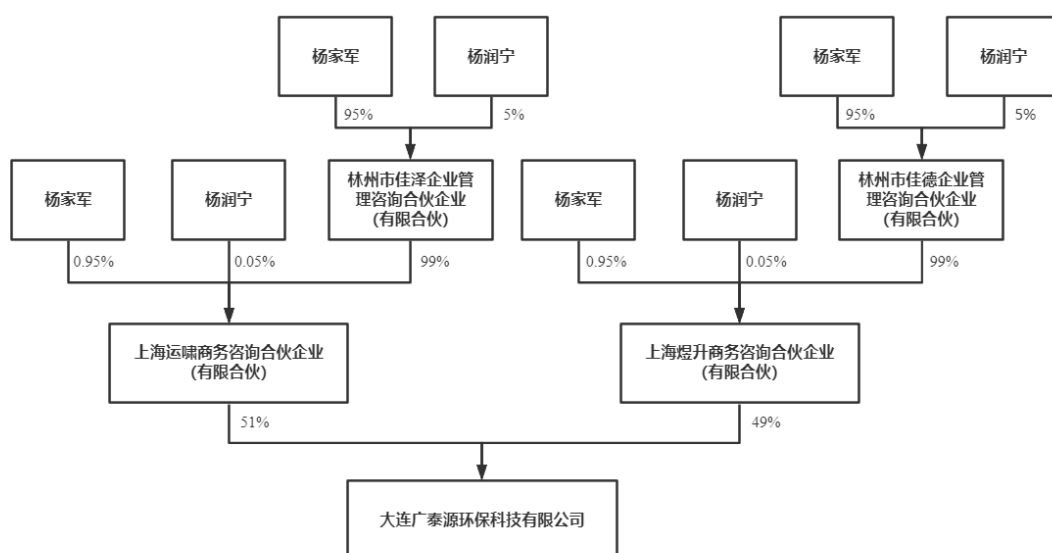 杨家军
杨润宁
杨家军
杨润宁
95%
5%
95%
5%
杨家军
杨润宁
林州市佳泽企业管
理咨询合伙企业
(有限合伙)
杨家军
杨润宁
林州市佳德企业管
理咨询合伙企业
(有限合伙)
0.95%
0.05%
99%
0.95%
0.05%
99%
上海运啸商务咨询合伙企业
(有限合伙)
上海煜升商务咨询合伙企业
(有限合伙)
51%
49%
大连广泰源环保科技有限公司